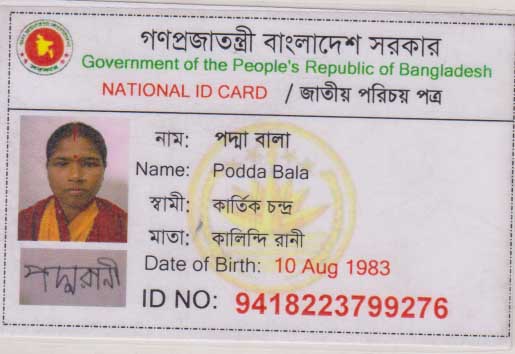 গণপ্রজাতন্ত্রী বাংলাদেশ সরকার
Government of the People's Republic of Bangladesh
NATIONAL ID CARD / জাতীয় পরিচয় পত্র
নাম: পদ্মা বালা
Name: Podda Bala
স্বামী: কার্তিক চন্দ্র
মাতা: কালিন্দি রানী
Date of Birth: 10 Aug 1983
ID NO: 9418223799276
পদ্মরানী